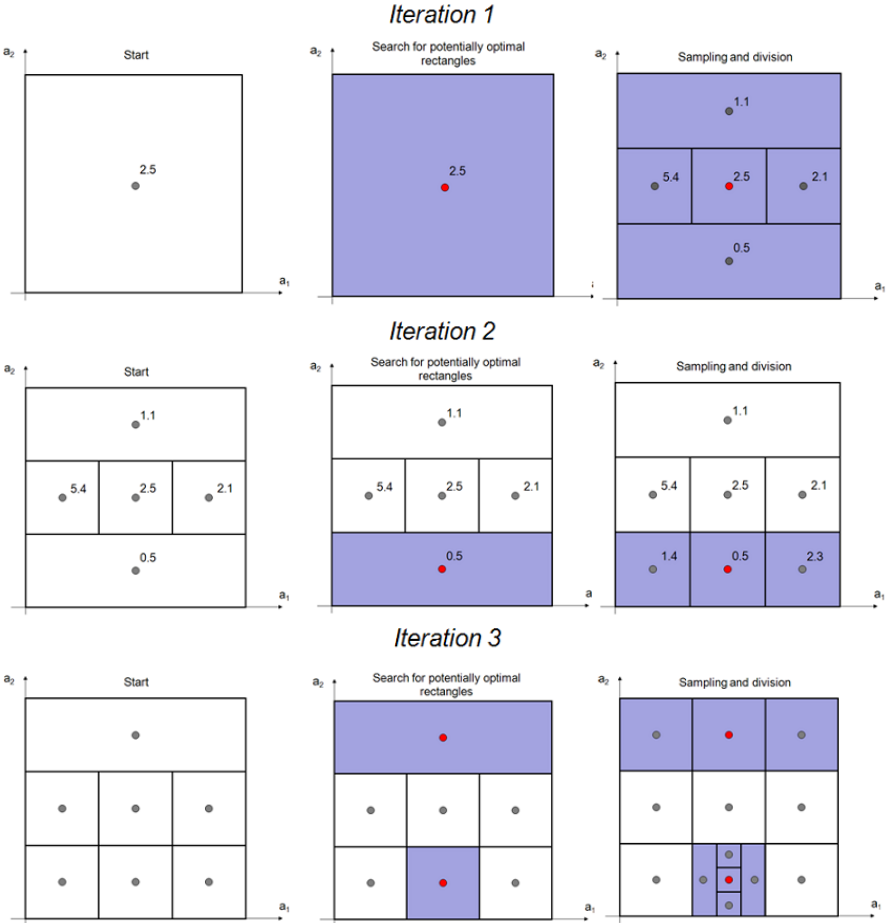 Iteration 1
Start
Search for potentially optimal
rectangles
Sampling and division
a2
a2
a2
2.5
2.5
1.1
5.4
2.5
2.1
0.5
a1
a1
Iteration 2
Start
Search for potentially optimal
rectangles
Sampling and division
a2
a2
a2
1.1
1.1
1.1
5.4
2.5
2.1
5.4
2.5
2.1
5.4
2.5
2.1
0.5
0.5
1.4
0.5
2.3
a1
a
a1
Iteration 3
Start
Search for potentially optimal
rectangles
Sampling and division
a2
a2
a2
a1
a1
a1